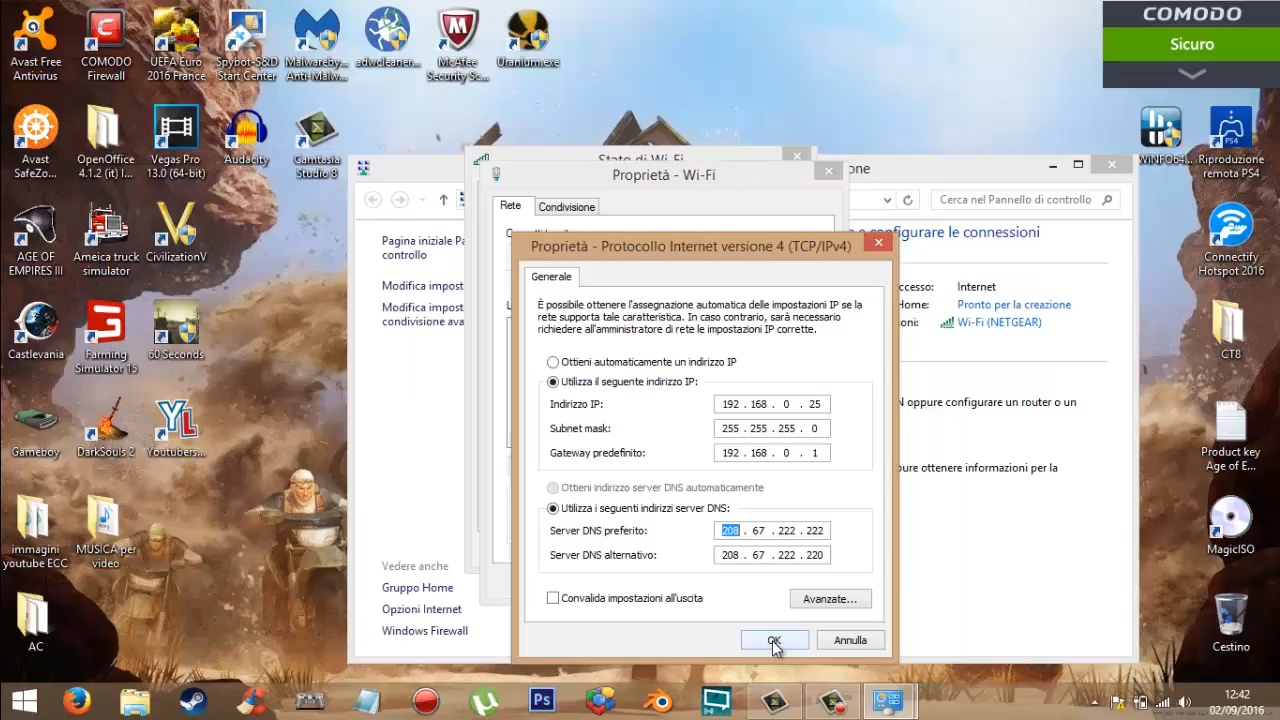 Avast Free
Antivirus
COMODO
Firewall
UEFA Euro
2016 France
Spybot-S&D
Start Center
Malwareby...
Anti-Malw...
adwcleaner...
McAfee
Security Sc...
Uranium.exe
COMODO
Sicuro
Avast
SafeZo...
OpenOffice
4.1.2 (it) I...
Vegas Pro
13.0 (64-bit)
Audacity
Camtasia
Studio 8
WINFO64...
Riproduzione
remota PS4
AGE OF
EMPIRES III
Ameica truck
simulator
CivilizationV
Connectify
Hotspot 2016
Castlevania
Farming
Simulator 15
60 Seconds
CT8
Gameboy
DarkSouls 2
Youtubers...
Product key
Age of E...
immagini
youtube ECC
MUSICA per
video
MagicISO
AC
Cestino
Stato di Wi-Fi
Proprietà - Wi-Fi
one
Rete
Condivisione
Cerca nel Pannello di controllo
Pagina iniziale Pa
controllo
Modifica impost
Modifica impost
condivisione ava
e configurare le connessioni
Internet
Pronto per la creazione
Wi-Fi (NETGEAR)
N oppure configurare un router o un
pure ottenere informazioni per la
Vedere anche
Gruppo Home
Opzioni Internet
Windows Firewall
Proprietà - Protocollo Internet versione 4 (TCP/IPv4)
Generale
È possibile ottenere l'assegnazione automatica delle impostazioni IP se la
rete supporta tale caratteristica. In caso contrario, sarà necessario
richiedere all'amministratore di rete le impostazioni IP corrette.
Ottieni automaticamente un indirizzo IP
Utilizza il seguente indirizzo IP:
Indirizzo IP: 192 . 168 . 0 . 25
Subnet mask: 255 . 255 . 255 . 0
Gateway predefinito: 192 . 168 . 0 . 1
Ottieni indirizzo server DNS automaticamente
Utilizza i seguenti indirizzi server DNS:
Server DNS preferito: 208 . 67 . 222 . 222
Server DNS alternativo: 208 . 67 . 222 . 220
Convalida impostazioni all'uscita
Avanzate...
OK
Annulla
Ps
12:42
02/09/2016